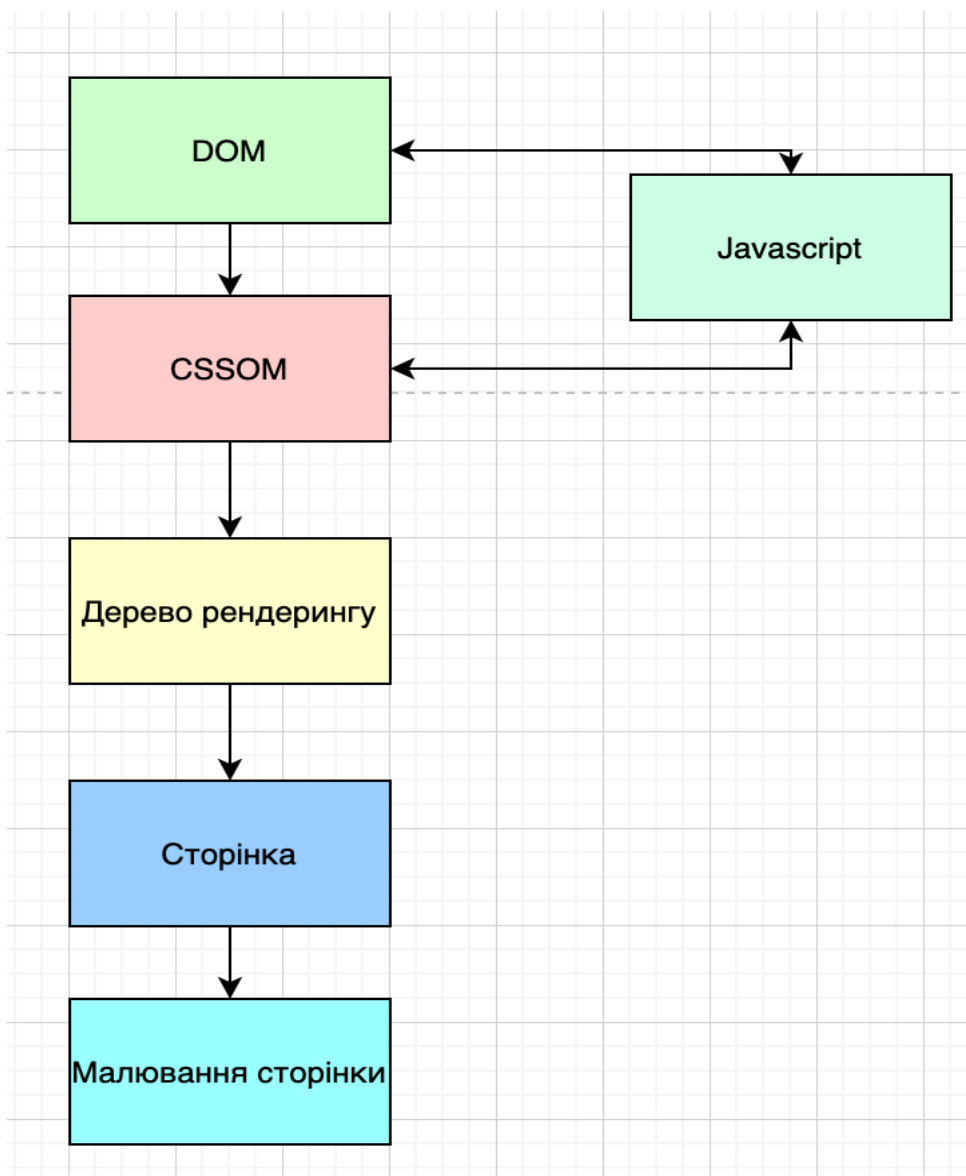 DOM
Javascript
CSSOM
Дерево рендерингу
Сторінка
Малювання сторінки